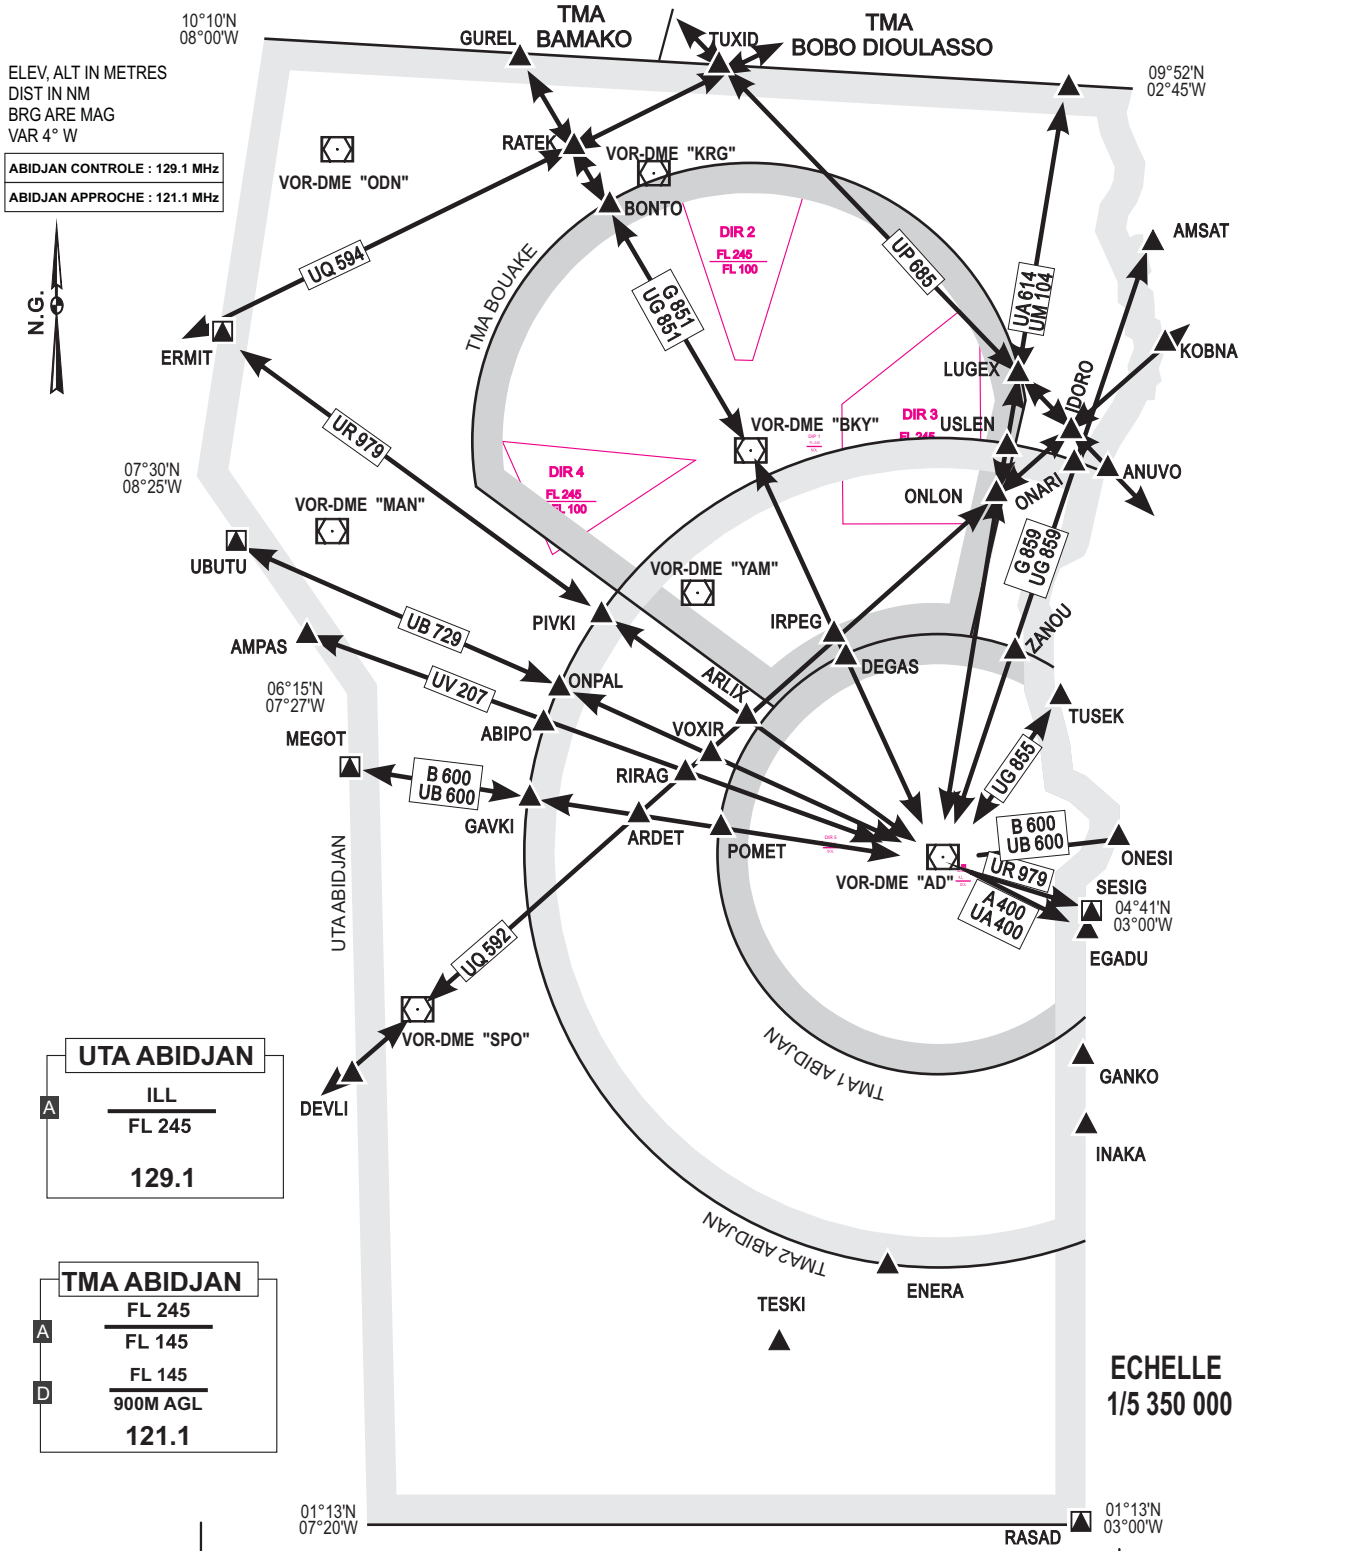 10°10'N
08°00'W
TMA
BAMAKO
TMA
BOBO DIOULASSO
GUREL
TUXID
09°52'N
02°45'W
ELEV, ALT IN METRES
DIST IN NM
BRG ARE MAG
VAR 4° W
ABIDJAN CONTROLE : 129.1 MHz
ABIDJAN APPROCHE : 121.1 MHz
N.G.
RATEK
VOR-DME "ODN"
VOR-DME "KRG"
BONTO
DIR 2
FL 245
FL 100
AMSAT
UQ 594
UP 685
UA 614
UM 104
TMA BOUAKE
G 851
UG 851
ERMIT
KOBNA
LUGEX
IDORO
UR 979
VOR-DME "BKY"
DIR 3
FL 245
USLEN
07°30'N
08°25'W
DIR 4
FL 245
FL 100
ANUVO
ONLON
ONARI
VOR-DME "MAN"
UBUTU
G 859
UG 859
VOR-DME "YAM"
PIVKI
IRPEG
ZANOU
UB 729
AMPAS
DEGAS
06°15'N
07°27'W
UV 207
ONPAL
ARLIX
TUSEK
ABIPO
VOXIR
MEGOT
RIRAG
UG 855
B 600
UB 600
GAVKI
ARDET
POMET
DIR 5
B 600
UB 600
ONESI
VOR-DME "AD"
UR 979
SESIG
04°41'N
03°00'W
A 400
UA 400
EGADU
UTA ABIDJAN
UQ 592
VOR-DME "SPO"
TMA1 ABIDJAN
GANKO
DEVLI
INAKA
UTA ABIDJAN
A
ILL
FL 245
129.1
TMA2 ABIDJAN
ENERA
TESKI
TMA ABIDJAN
A
FL 245
FL 145
D
FL 145
900M AGL
121.1
ECHELLE
1/5 350 000
01°13'N
07°20'W
RASAD
01°13'N
03°00'W